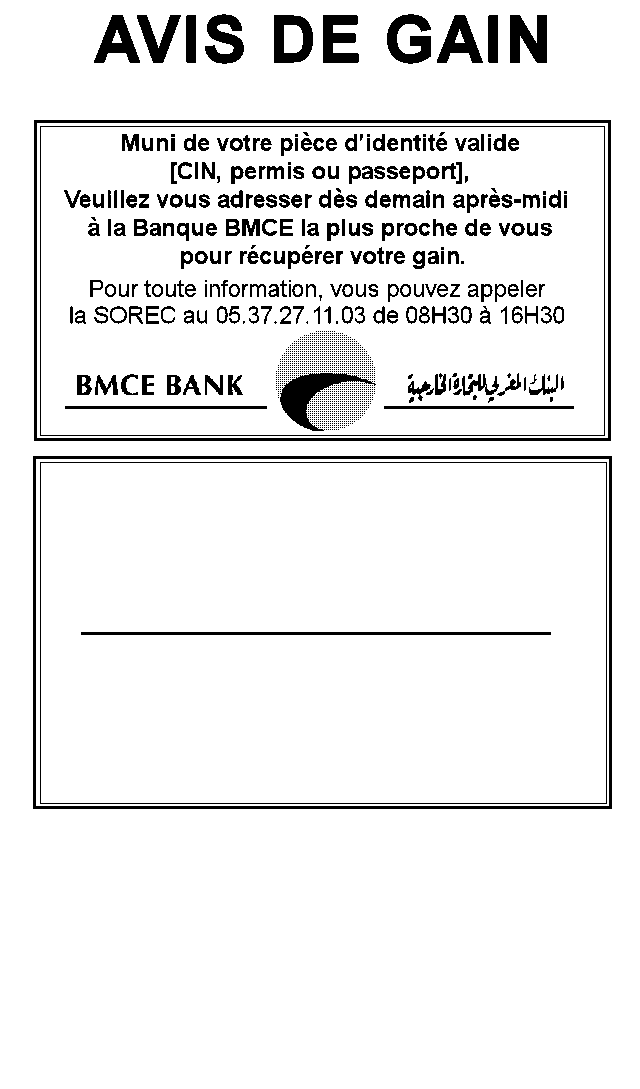 AVIS DE GAIN
Muni de votre pièce d'identité valide
[CIN, permis ou passeport],
Veuillez vous adresser dès demain après-midi
à la Banque BMCE la plus proche de vous
pour récupérer votre gain.
Pour toute information, vous pouvez appeler
la SOREC au 05.37.27.11.03 de 08H30 à 16H30
BMCE BANK
البنك المغربي للتجارة الخارجية